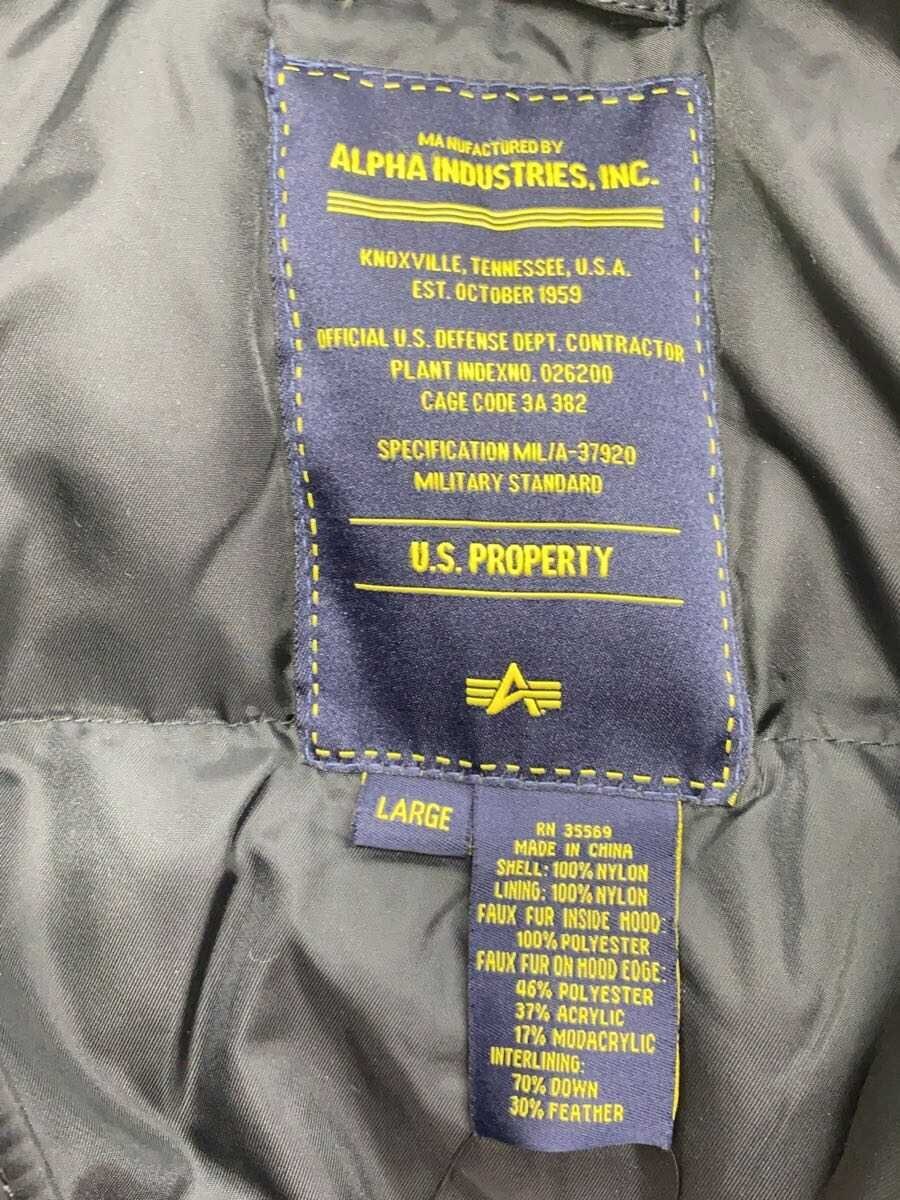 MANUFACTURED BY
ALPHA INDUSTRIES, INC.
KNOXVILLE, TENNESSEE, U.S.A.
EST. OCTOBER 1959
OFFICIAL U.S. DEFENSE DEPT. CONTRACTOR
PLANT INDEXNO. 026200
CAGE CODE 3A 382
SPECIFICATION MIL/A-37920
MILITARY STANDARD
U.S. PROPERTY
LARGE
RN 35569
MADE IN CHINA
SHELL: 100% NYLON
LINING: 100% NYLON
FAUX FUR INSIDE HOOD:
100% POLYESTER
FAUX FUR ON HOOD EDGE:
46% POLYESTER
37% ACRYLIC
17% MODACRYLIC
INTERLINING:
70% DOWN
30% FEATHER